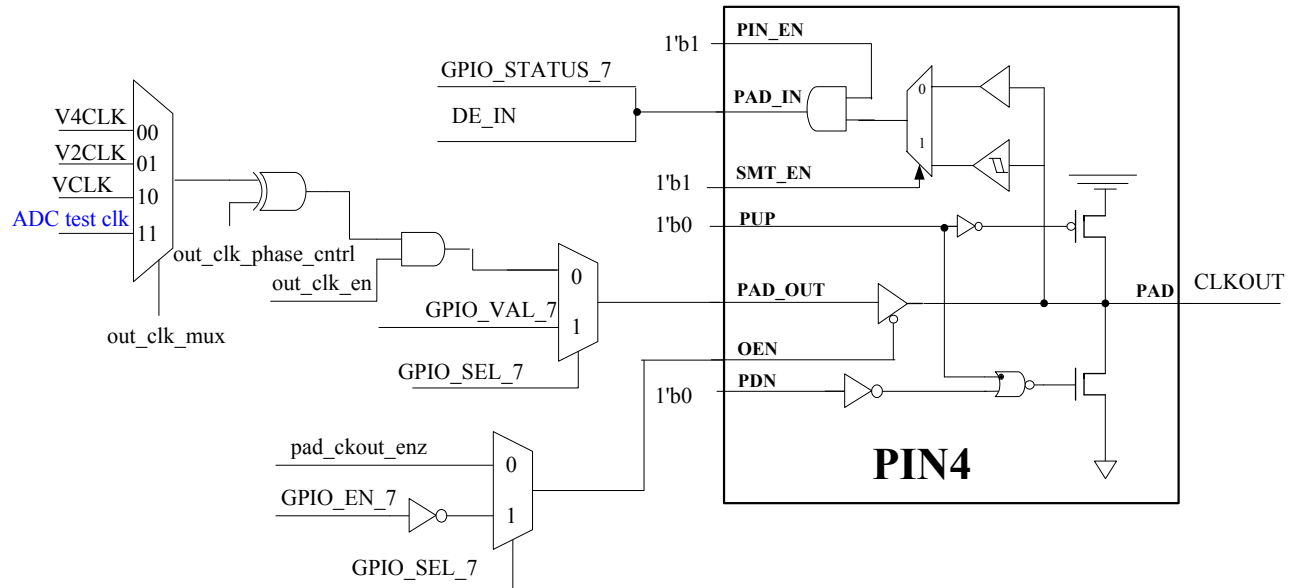 PIN_EN
1'b1
GPIO_STATUS_7
PAD_IN
0
V4CLK
00
DE_IN
V2CLK
01
1
VCLK
10
SMT_EN
1'b1
ADC test clk
11
PUP
1'b0
out_clk_phase_cntrl
0
out_clk_en
PAD_OUT
PAD
CLKOUT
GPIO_VAL_7
1
out_clk_mux
OEN
GPIO_SEL_7
PDN
1'b0
pad_ckout_enz
0
PIN4
GPIO_EN_7
1
GPIO_SEL_7